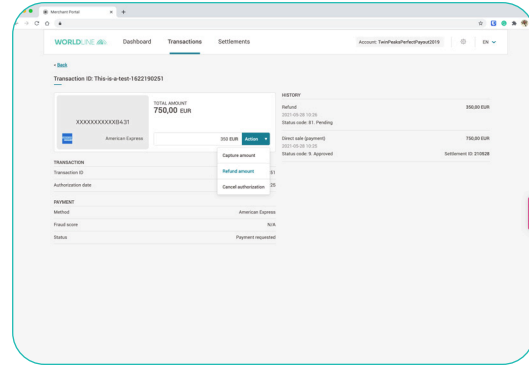 Merchant Portal
WORLDLINE Dashboard Transactions Settlements Account: TwinPeaksPerfectPayout2019 EN
< Back
Transaction ID: This-is-a-test-1622190251
TOTAL AMOUNT
750,00 EUR
XXXXXXXXXXX8431
American Express
350 EUR Action
Capture amount
Refund amount
Cancel authorization
TRANSACTION
Transaction ID 51
Authorization date 25
PAYMENT
Method American Express
Fraud score N/A
Status Payment requested
HISTORY
Refund 350,00 EUR
2021-05-28 10:26
Status code: 81. Pending
Direct sale (payment) 750,00 EUR
2021-05-28 10:25
Status code: 9. Approved Settlement ID: 210928